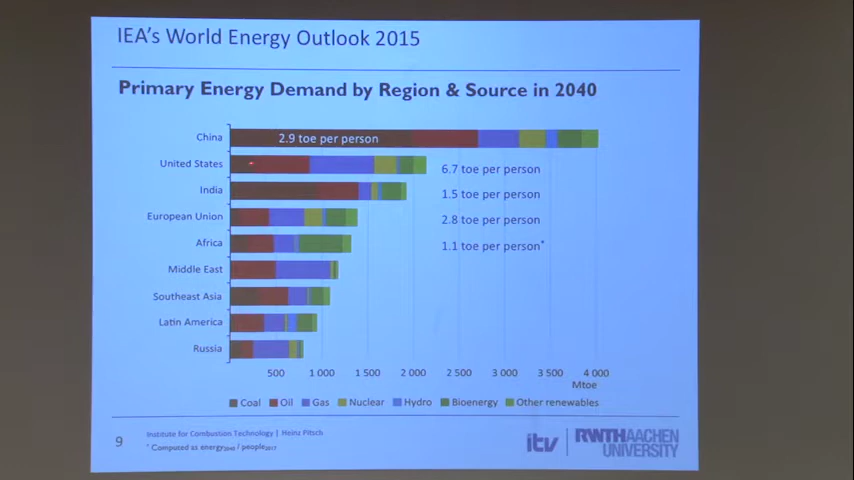 IEA's World Energy Outlook 2015
Primary Energy Demand by Region & Source in 2040
China
2.9 toe per person
United States
6.7 toe per person
India
1.5 toe per person
European Union
2.8 toe per person
Africa
1.1 toe per person*
Middle East
Southeast Asia
Latin America
Russia
500 1 000 1 500 2 000 2 500 3 000 3 500 4 000
Mtoe
Coal Oil Gas Nuclear Hydro Bioenergy Other renewables
9
Institute for Combustion Technology | Heinz Pitsch
* Computed as energy2040 / people2017
itv
RWTHAACHEN
UNIVERSITY